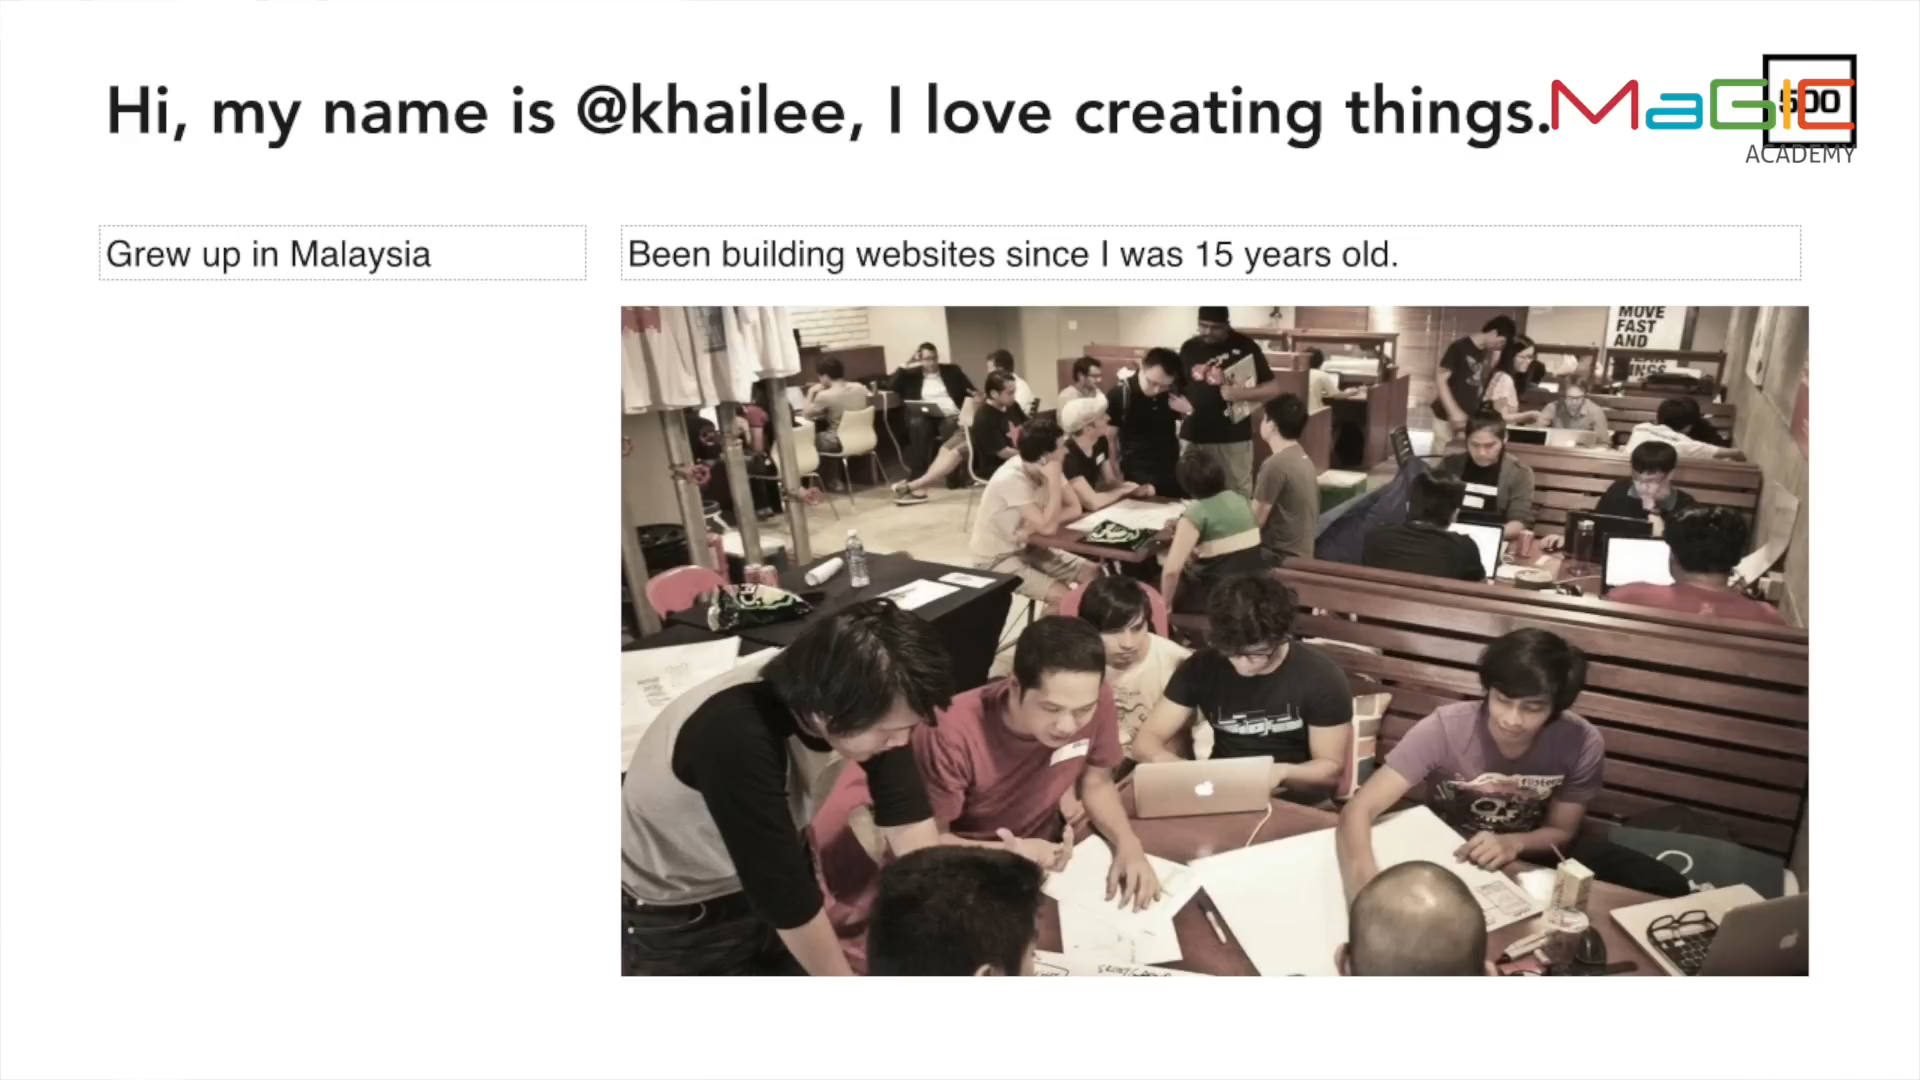 Hi, my name is @khailee, I love creating things.
MaGIC
500
ACADEMY
Grew up in Malaysia
Been building websites since I was 15 years old.
MOVE
FAST
AND